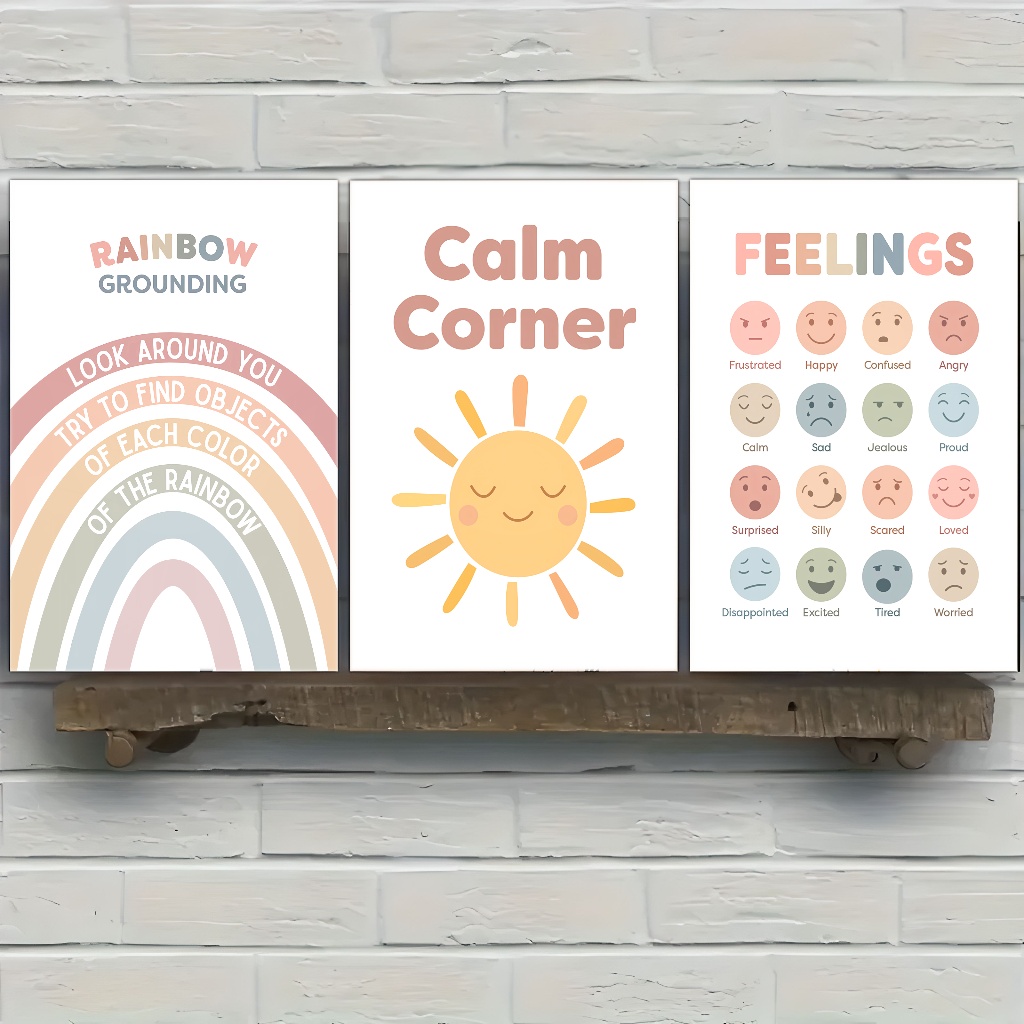 RAINBOW
GROUNDING
LOOK AROUND YOU
TRY TO FIND OBJECTS
OF EACH COLOR
OF THE RAINBOW
Calm
Corner
FEELINGS
Frustrated Happy Confused Angry
Calm Sad Jealous Proud
Surprised Silly Scared Loved
Disappointed Excited Tired Worried